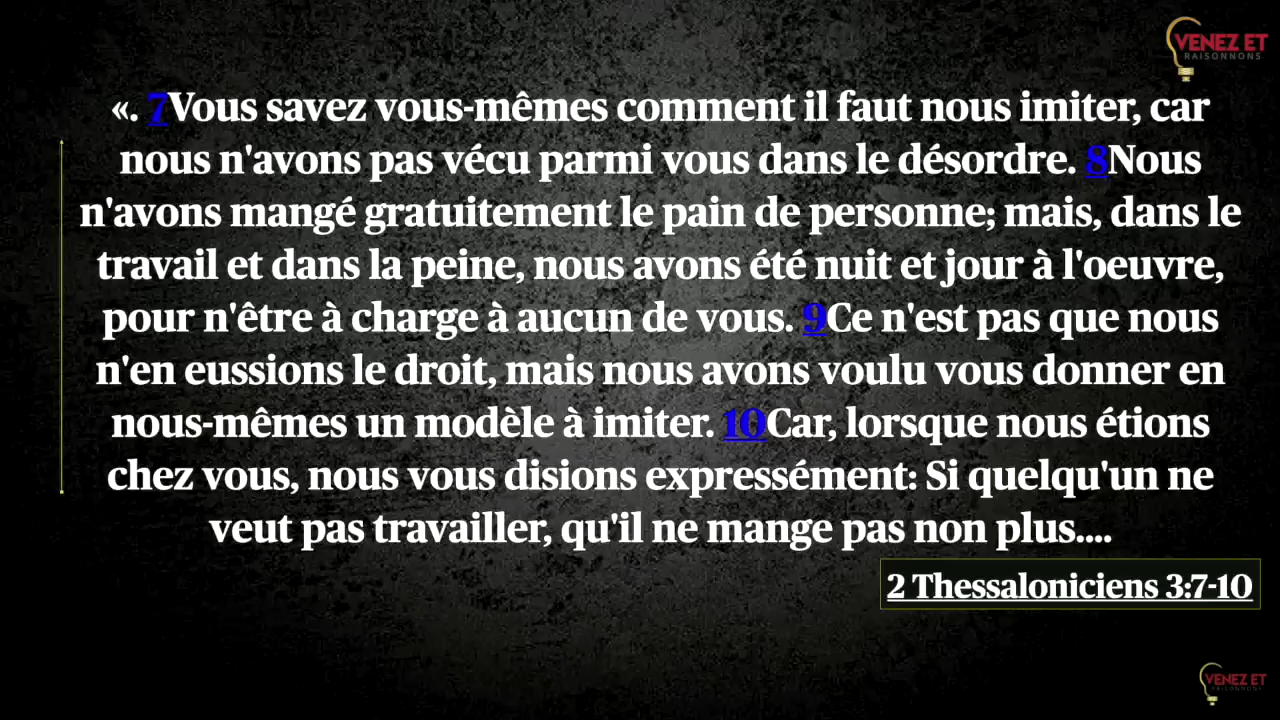 VENEZ ET
RAISONNONS
«. 7Vous savez vous-mêmes comment il faut nous imiter, car
nous n'avons pas vécu parmi vous dans le désordre. 8Nous
n'avons mangé gratuitement le pain de personne; mais, dans le
travail et dans la peine, nous avons été nuit et jour à l'oeuvre,
pour n'être à charge à aucun de vous. 9Ce n'est pas que nous
n'en eussions le droit, mais nous avons voulu vous donner en
nous-mêmes un modèle à imiter. 10Car, lorsque nous étions
chez vous, nous vous disions expressément: Si quelqu'un ne
veut pas travailler, qu'il ne mange pas non plus....
2 Thessaloniciens 3:7-10
VENEZ ET
RAISONNONS